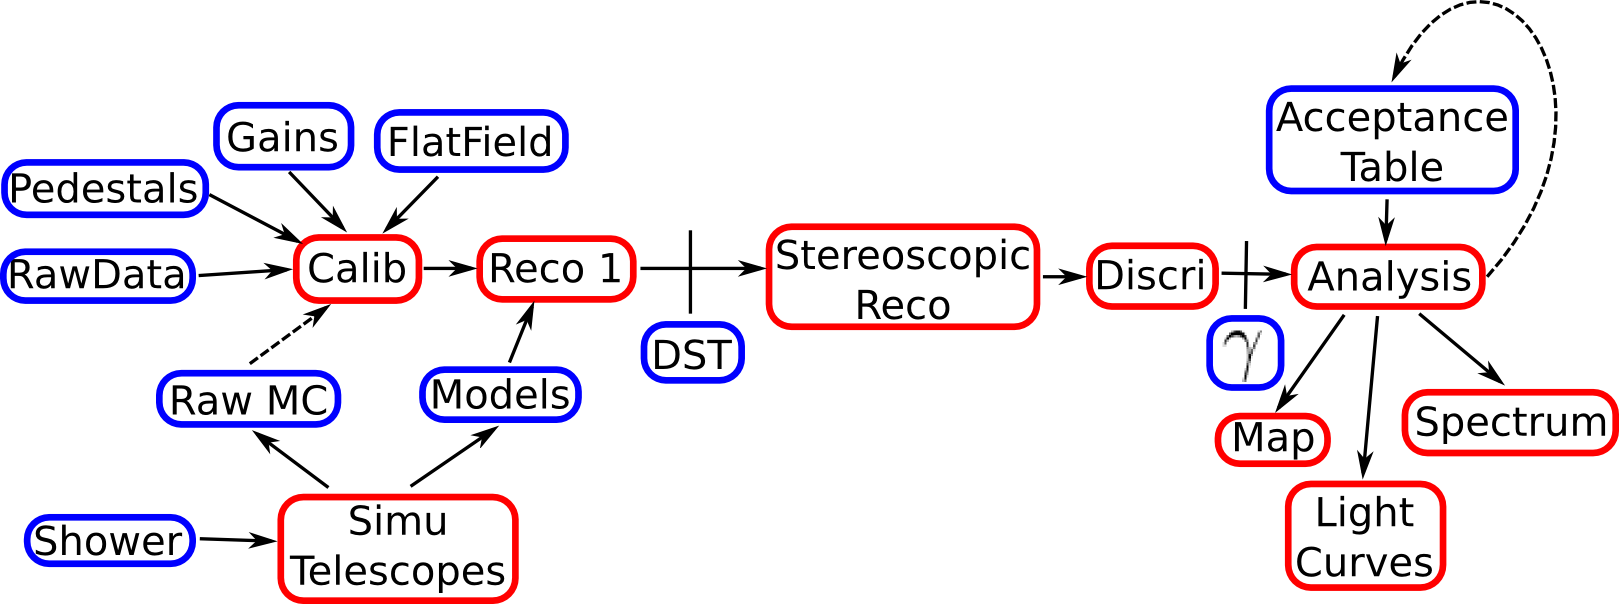 Gains
FlatField
Pedestals
RawData
Calib
Reco 1
DST
Raw MC
Models
Shower
Simu
Telescopes
Stereoscopic
Reco
Discri
γ
Acceptance
Table
Analysis
Map
Light
Curves
Spectrum